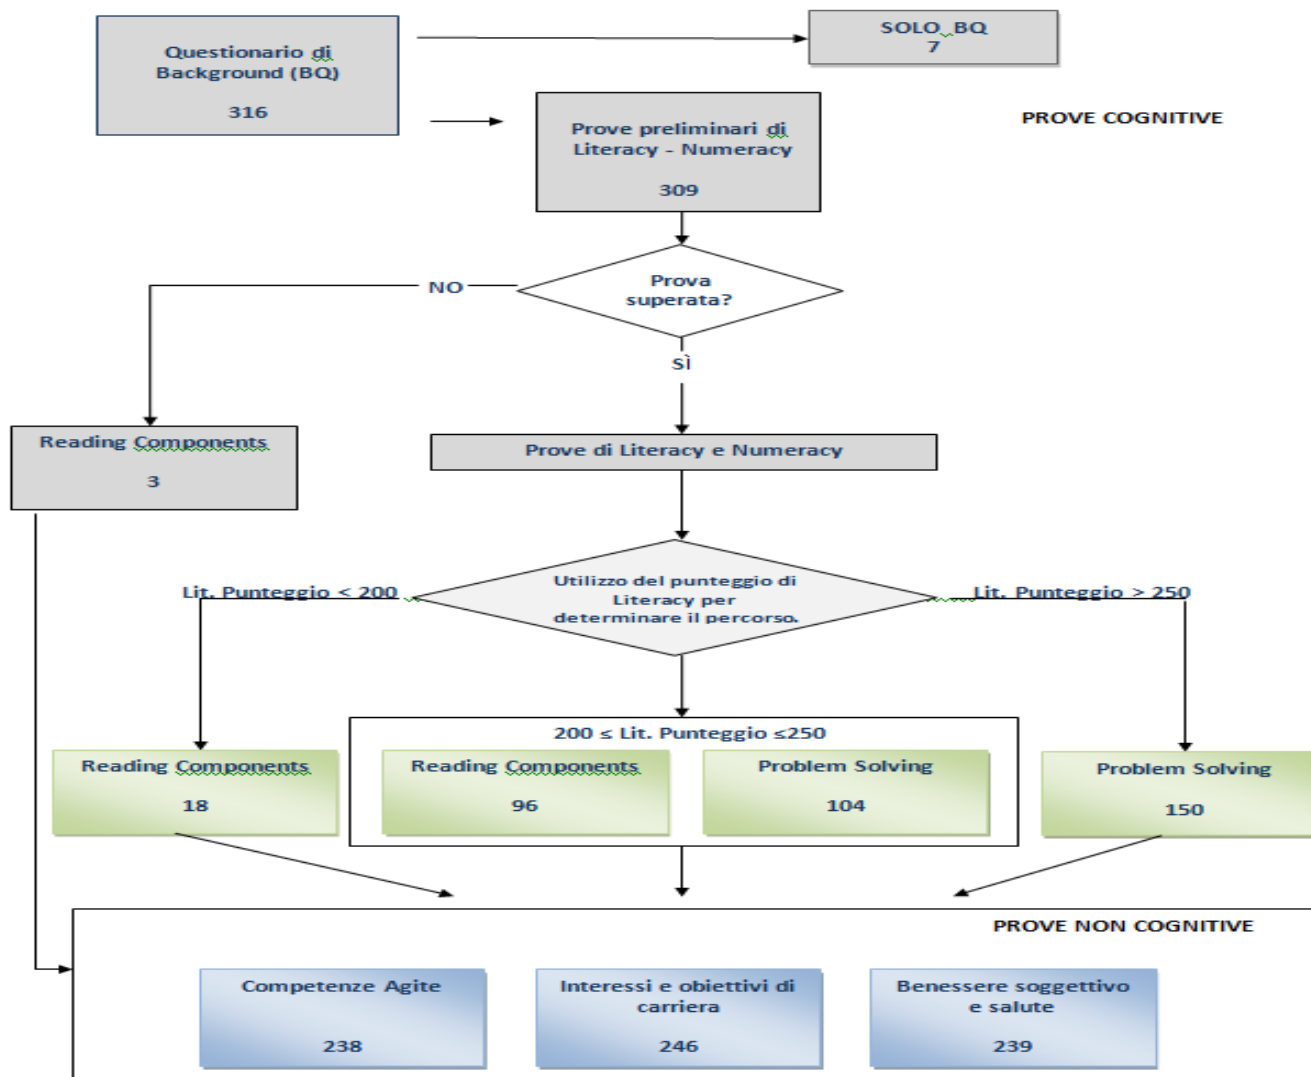 Questionario di
Background (BQ)
316
SOLO BQ
7
Prove preliminari di
Literacy - Numeracy
309
PROVE COGNITIVE
Prova
superata?
NO
SÌ
Reading Components
3
Prove di Literacy e Numeracy
Utilizzo del punteggio di
Literacy per
determinare il percorso.
Lit. Punteggio < 200
Lit. Punteggio > 250
200 ≤ Lit. Punteggio ≤250
Reading Components
18
Reading Components
96
Problem Solving
104
Problem Solving
150
PROVE NON COGNITIVE
Competenze Agite
238
Interessi e obiettivi di
carriera
246
Benessere soggettivo
e salute
239